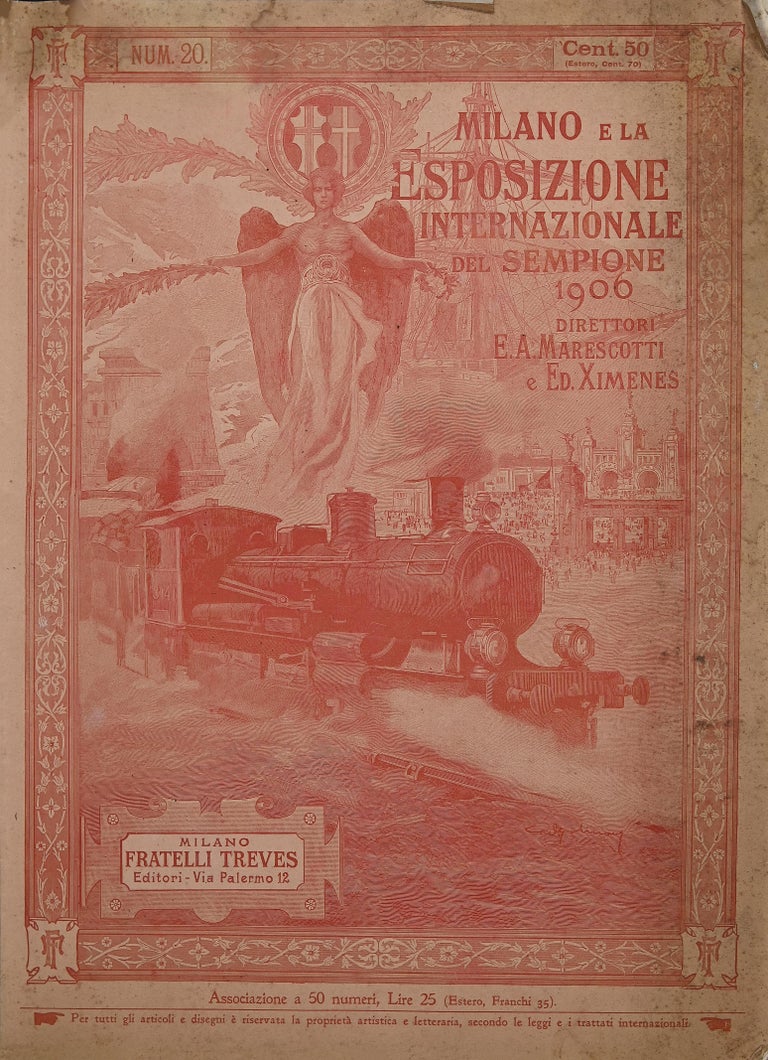 NUM. 20.
Cent. 50
(Estero, Cent. 70)
MILANO E LA
ESPOSIZIONE
INTERNAZIONALE
DEL SEMPIONE
1906
DIRETTORI
E. A. MARESCOTTI
e ED. XIMENES
MILANO
FRATELLI TREVES
Editori - Via Palermo 12
Associazione a 50 numeri, Lire 25 (Estero, Franchi 35).
Per tutti gli articoli e disegni è riservata la proprietà artistica e letteraria, secondo le leggi e i trattati internazionali